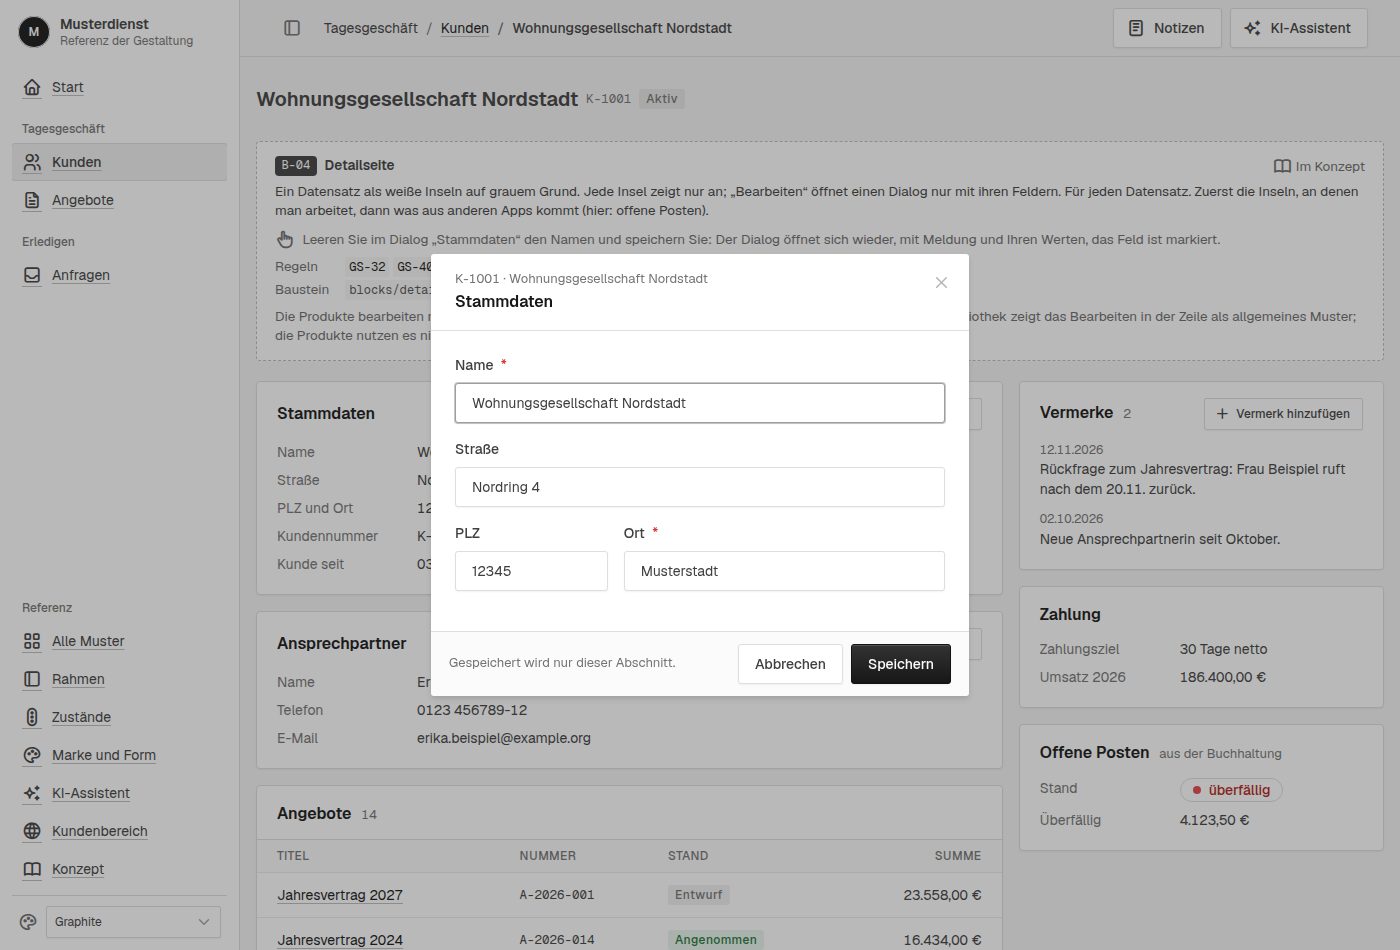 M
Musterdienst
Referenz der Gestaltung
Start
Tagesgeschäft
Kunden
Angebote
Erledigen
Anfragen
Referenz
Alle Muster
Rahmen
Zustände
Marke und Form
KI-Assistent
Kundenbereich
Konzept
Graphite
Tagesgeschäft / Kunden / Wohnungsgesellschaft Nordstadt
Notizen
KI-Assistent
Wohnungsgesellschaft Nordstadt K-1001 Aktiv
B-04 Detailseite
Im Konzept
Ein Datensatz als weiße Inseln auf grauem Grund. Jede Insel zeigt nur an; „Bearbeiten“ öffnet einen Dialog nur mit ihren Feldern. Für jeden Datensatz. Zuerst die Inseln, an denen
man arbeitet, dann was aus anderen Apps kommt (hier: offene Posten).
Leeren Sie im Dialog „Stammdaten“ den Namen und speichern Sie: Der Dialog öffnet sich wieder, mit Meldung und Ihren Werten, das Feld ist markiert.
Regeln GS-32
Baustein
Die Produkte bearbeiten zeigt das Bearbeiten in der Zeile als allgemeines Muster;
die Produkte nutzen es
K-1001 · Wohnungsgesellschaft Nordstadt
Stammdaten
Name *
Wohnungsgesellschaft Nordstadt
Straße
Nordring 4
PLZ
Ort *
12345
Musterstadt
Gespeichert wird nur dieser Abschnitt.
Abbrechen
Speichern
Stammdaten
Name
Straße
PLZ und Ort
Kundennummer
Kunde seit
Ansprechpartner
Name
Telefon 0123 456789-12
E-Mail erika.beispiel@example.org
Angebote 14
TITEL NUMMER STAND SUMME
Jahresvertrag 2027 A-2026-001 Entwurf 23.558,00 €
Jahresvertrag 2024 A-2026-014 Angenommen 16.434,00 €
Vermerke 2
Vermerk hinzufügen
12.11.2026
Rückfrage zum Jahresvertrag: Frau Beispiel ruft
nach dem 20.11. zurück.
02.10.2026
Neue Ansprechpartnerin seit Oktober.
Zahlung
Zahlungsziel 30 Tage netto
Umsatz 2026 186.400,00 €
Offene Posten aus der Buchhaltung
Stand überfällig
Überfällig 4.123,50 €